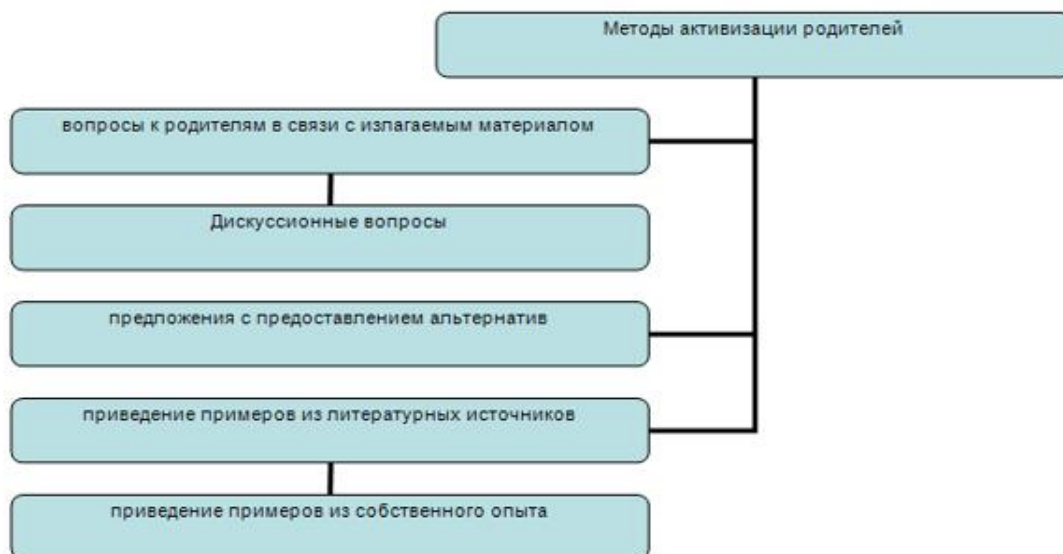 Методы активизации родителей
вопросы к родителям в связи с излагаемым материалом
Дискуссионные вопросы
предложения с предоставлением альтернатив
приведение примеров из литературных источников
приведение примеров из собственного опыта